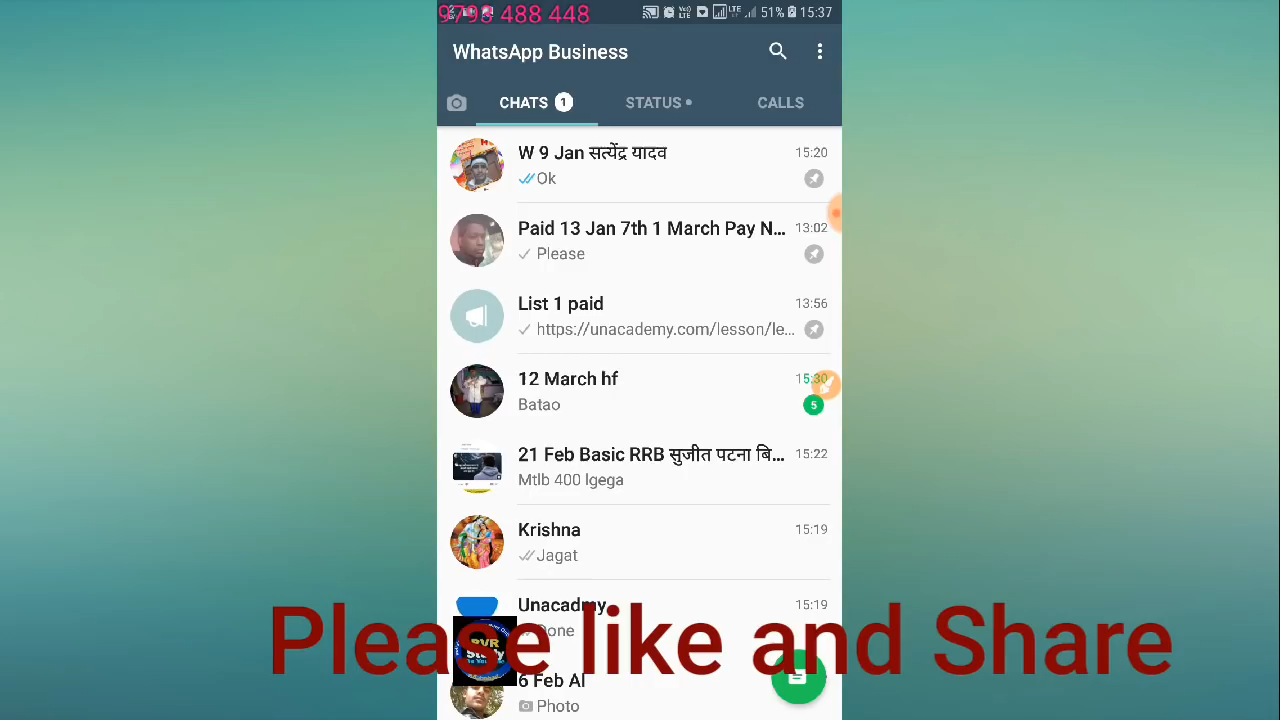 9793 488 448
51% 15:37
WhatsApp Business
CHATS 1 STATUS CALLS
W 9 Jan सत्येंद्र यादव 15:20
Ok
Paid 13 Jan 7th 1 March Pay N... 13:02
Please
List 1 paid 13:56
https://unacademy.com/lesson/le...
12 March hf 15:30
Batao 5
21 Feb Basic RRB सुजीत पटना बि... 15:22
Mtlb 400 lgega
Krishna 15:19
Jagat
Unacadmy 15:19
Done
Please like and Share
Study
6 Feb Al
Photo